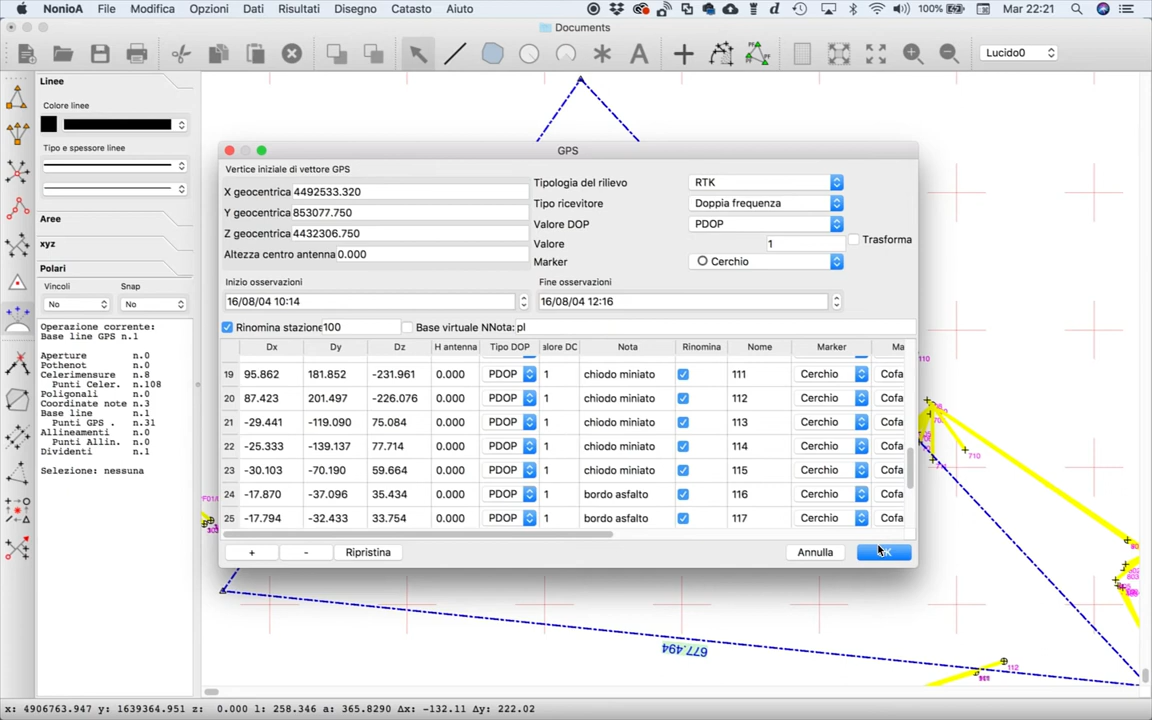 NonioA File Modifica Opzioni Dati Risultati Disegno Catasto Aiuto 100% Mar 22:21
Documents
Lucido0
Linee
Colore linee
Tipo e spessore linee
Aree
xyz
Polari
Vincoli Snap
No No
Operazione corrente:
Base line GPS n.1
Aperture n.0
Pothenot n.0
Celerimensure n.8
Punti Celer. n.108
Poligonali n.0
Coordinate note n.3
Base line n.1
Punti GPS . n.31
Allineamenti n.0
Punti Allin. n.0
Dividenti n.1
Selezione: nessuna
GPS
Vertice iniziale di vettore GPS
X geocentrica 4492533.320
Y geocentrica 853077.750
Z geocentrica 4432306.750
Altezza centro antenna 0.000
Tipologia del rilievo RTK
Tipo ricevitore Doppia frequenza
Valore DOP PDOP
Valore 1 Trasforma
Marker Cerchio
Inizio osservazioni Fine osservazioni
16/08/04 10:14 16/08/04 12:16
Rinomina stazione 100 Base virtuale N Nota: pl
Dx Dy Dz H antenna Tipo DOP alore DC Nota Rinomina Nome Marker Ma
19 95.862 181.852 -231.961 0.000 PDOP 1 chiodo miniato 111 Cerchio Cofa
20 87.423 201.497 -226.076 0.000 PDOP 1 chiodo miniato 112 Cerchio Cofa
21 -29.441 -119.090 75.084 0.000 PDOP 1 chiodo miniato 113 Cerchio Cofa
22 -25.333 -139.137 77.714 0.000 PDOP 1 chiodo miniato 114 Cerchio Cofa
23 -30.103 -70.190 59.664 0.000 PDOP 1 chiodo miniato 115 Cerchio Cofa
24 -17.870 -37.096 35.434 0.000 PDOP 1 bordo asfalto 116 Cerchio Cofa
25 -17.794 -32.433 33.754 0.000 PDOP 1 bordo asfalto 117 Cerchio Cofa
+ - Ripristina Annulla
110
710
677.494
112
x: 4906763.947 y: 1639364.951 z: 0.000 l: 258.346 a: 365.8290 Δx: -132.11 Δy: 222.02